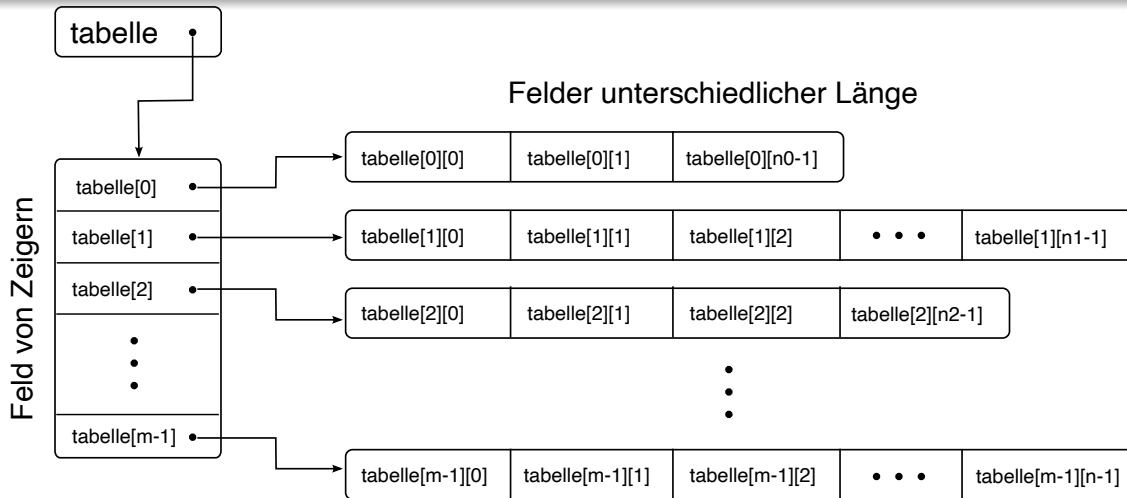 tabelle
Felder unterschiedlicher Länge
Feld von Zeigern
tabelle[0]
tabelle[0][0] tabelle[0][1] tabelle[0][n0-1]
tabelle[1]
tabelle[1][0] tabelle[1][1] tabelle[1][2] • • • tabelle[1][n1-1]
tabelle[2]
tabelle[2][0] tabelle[2][1] tabelle[2][2] tabelle[2][n2-1]
tabelle[m-1]
tabelle[m-1][0] tabelle[m-1][1] tabelle[m-1][2] • • • tabelle[m-1][n-1]